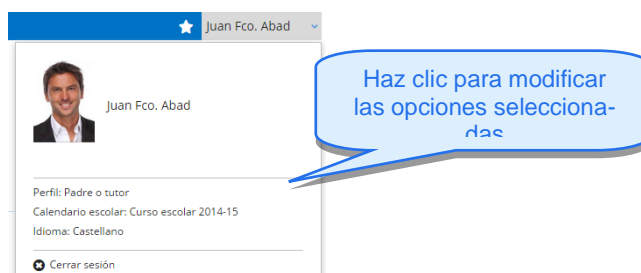 Juan Fco. Abad
Juan Fco. Abad
Haz clic para modificar
las opciones selecciona-
das
Perfil: Padre o tutor
Calendario escolar: Curso escolar 2014-15
Idioma: Castellano
Cerrar sesión